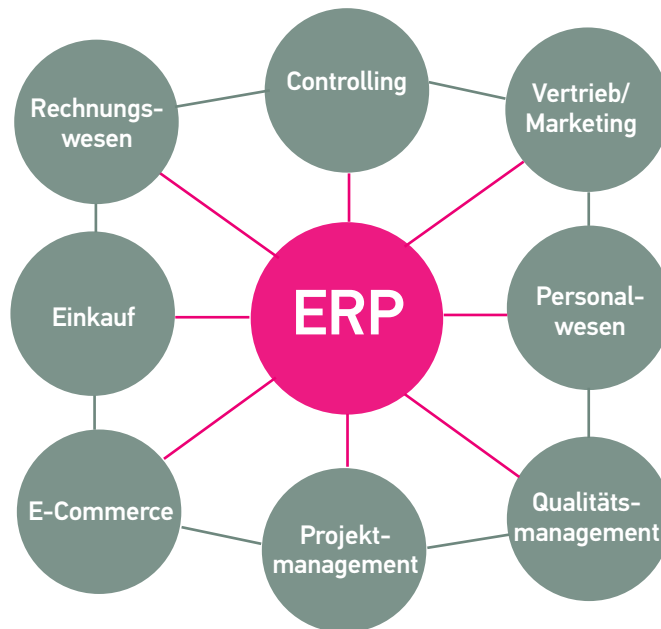 Controlling
Rechnungs-
wesen
Vertrieb/
Marketing
ERP
Einkauf
Personal-
wesen
E-Commerce
Projekt-
management
Qualitäts-
management